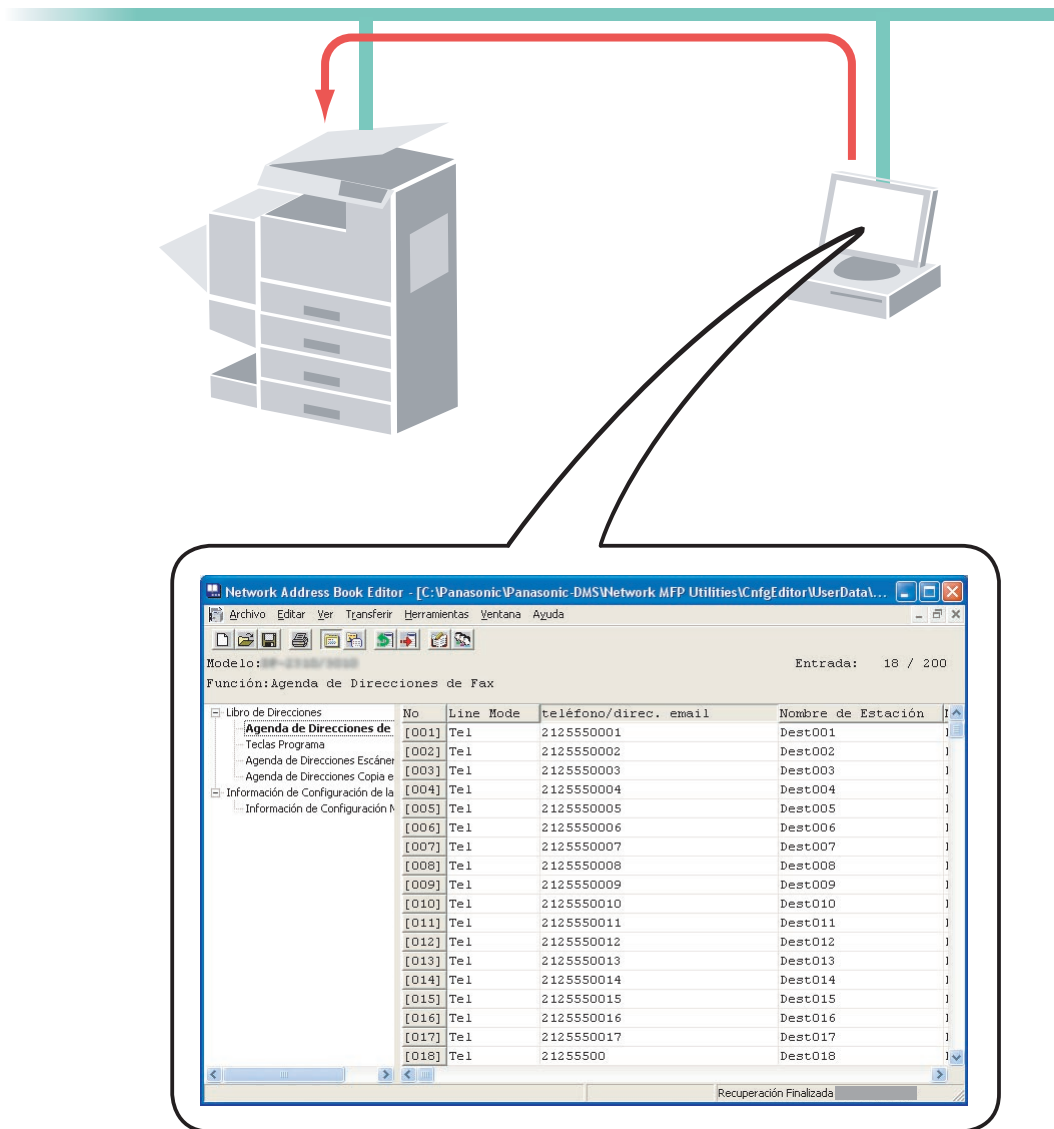 Network Address Book Editor - [C:\Panasonic\Panasonic-DMS\Network MFP Utilities\CnfgEditor\UserData\...
Archivo Editar Ver Transferir Herramientas Ventana Ayuda
Modelo: Entrada: 18 / 200
Función:Agenda de Direcciones de Fax
Libro de Direcciones
Agenda de Direcciones de
Teclas Programa
Agenda de Direcciones Escáner
Agenda de Direcciones Copia e
Información de Configuración de la
Información de Configuración
No Line Mode teléfono/direc. email Nombre de Estación
[001] Tel 2125550001 Dest001
[002] Tel 2125550002 Dest002
[003] Tel 2125550003 Dest003
[004] Tel 2125550004 Dest004
[005] Tel 2125550005 Dest005
[006] Tel 2125550006 Dest006
[007] Tel 2125550007 Dest007
[008] Tel 2125550008 Dest008
[009] Tel 2125550009 Dest009
[010] Tel 2125550010 Dest010
[011] Tel 2125550011 Dest011
[012] Tel 2125550012 Dest012
[013] Tel 2125550013 Dest013
[014] Tel 2125550014 Dest014
[015] Tel 2125550015 Dest015
[016] Tel 2125550016 Dest016
[017] Tel 2125550017 Dest017
[018] Tel 21255500 Dest018
Recuperación Finalizada